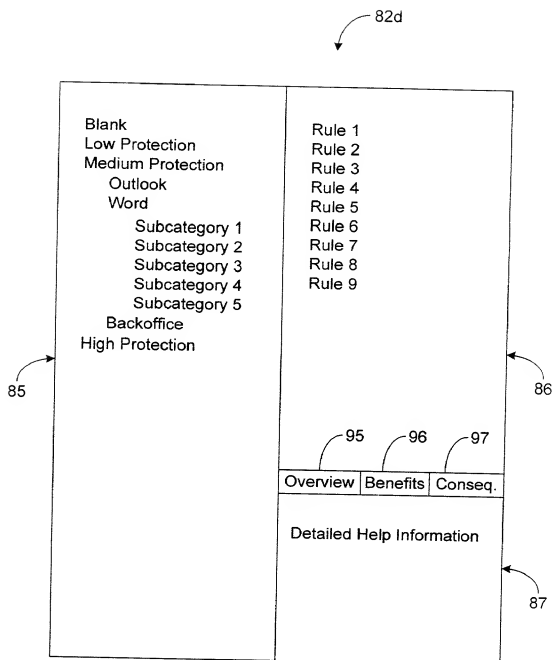 82d
Blank
Low Protection
Medium Protection
Outlook
Word
Subcategory 1
Subcategory 2
Subcategory 3
Subcategory 4
Subcategory 5
Backoffice
High Protection
85
Rule 1
Rule 2
Rule 3
Rule 4
Rule 5
Rule 6
Rule 7
Rule 8
Rule 9
86
95
96
97
Overview Benefits Conseq.
Detailed Help Information
87